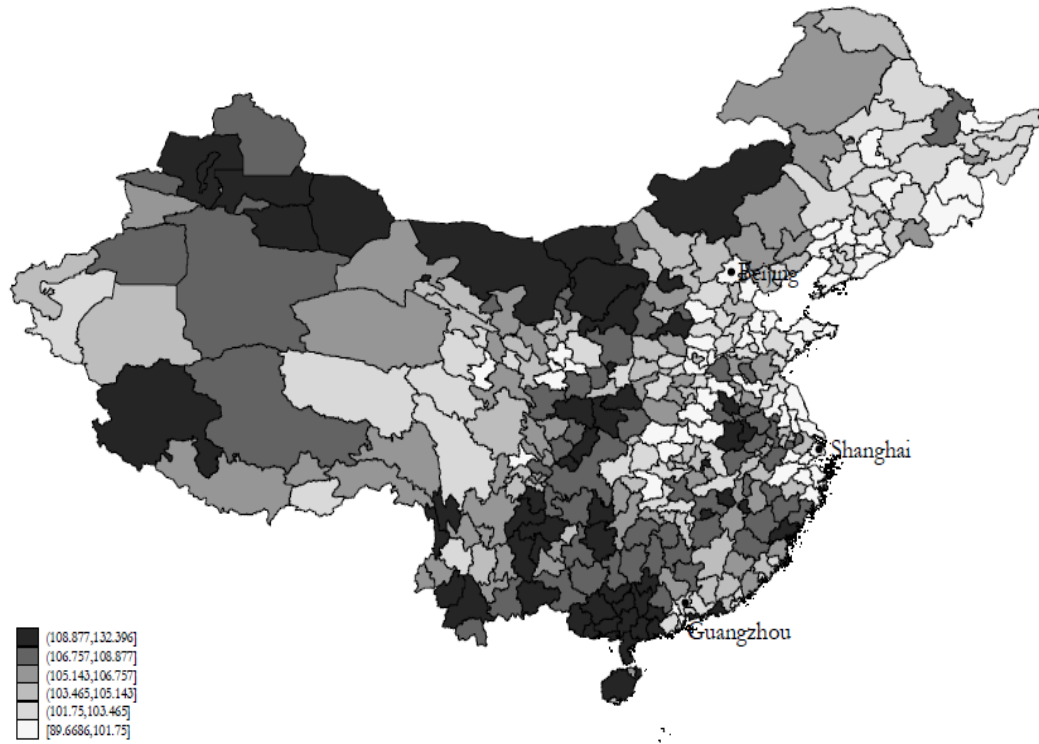 Beijing
Shanghai
Guangzhou
(108.877,132.396]
(106.757,108.877]
(105.143,106.757]
(103.465,105.143]
(101.75,103.465]
[89.6686,101.75]